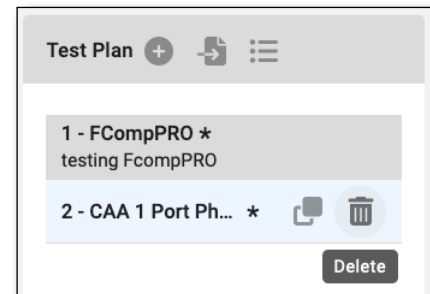 Test Plan
1 - FCompPRO *
testing FcompPRO
2 - CAA 1 Port Ph... *
Delete